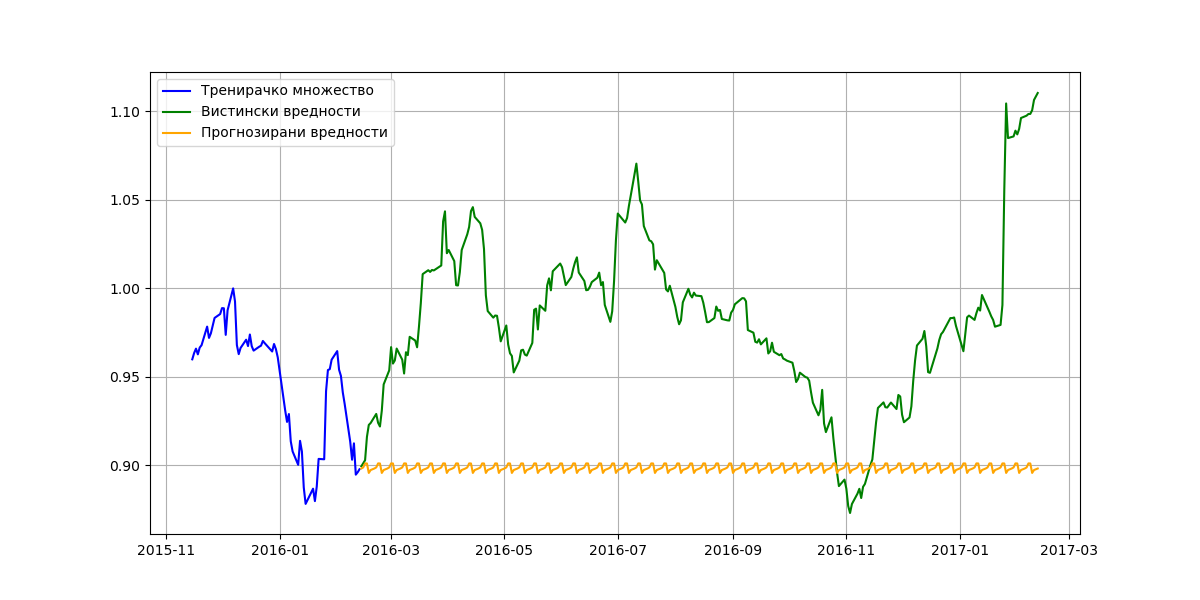 Тренирачко множество
Вистински вредности
Прогнозирани вредности
1.10
1.05
1.00
0.95
0.90
2015-11 2016-01 2016-03 2016-05 2016-07 2016-09 2016-11 2017-01 2017-03